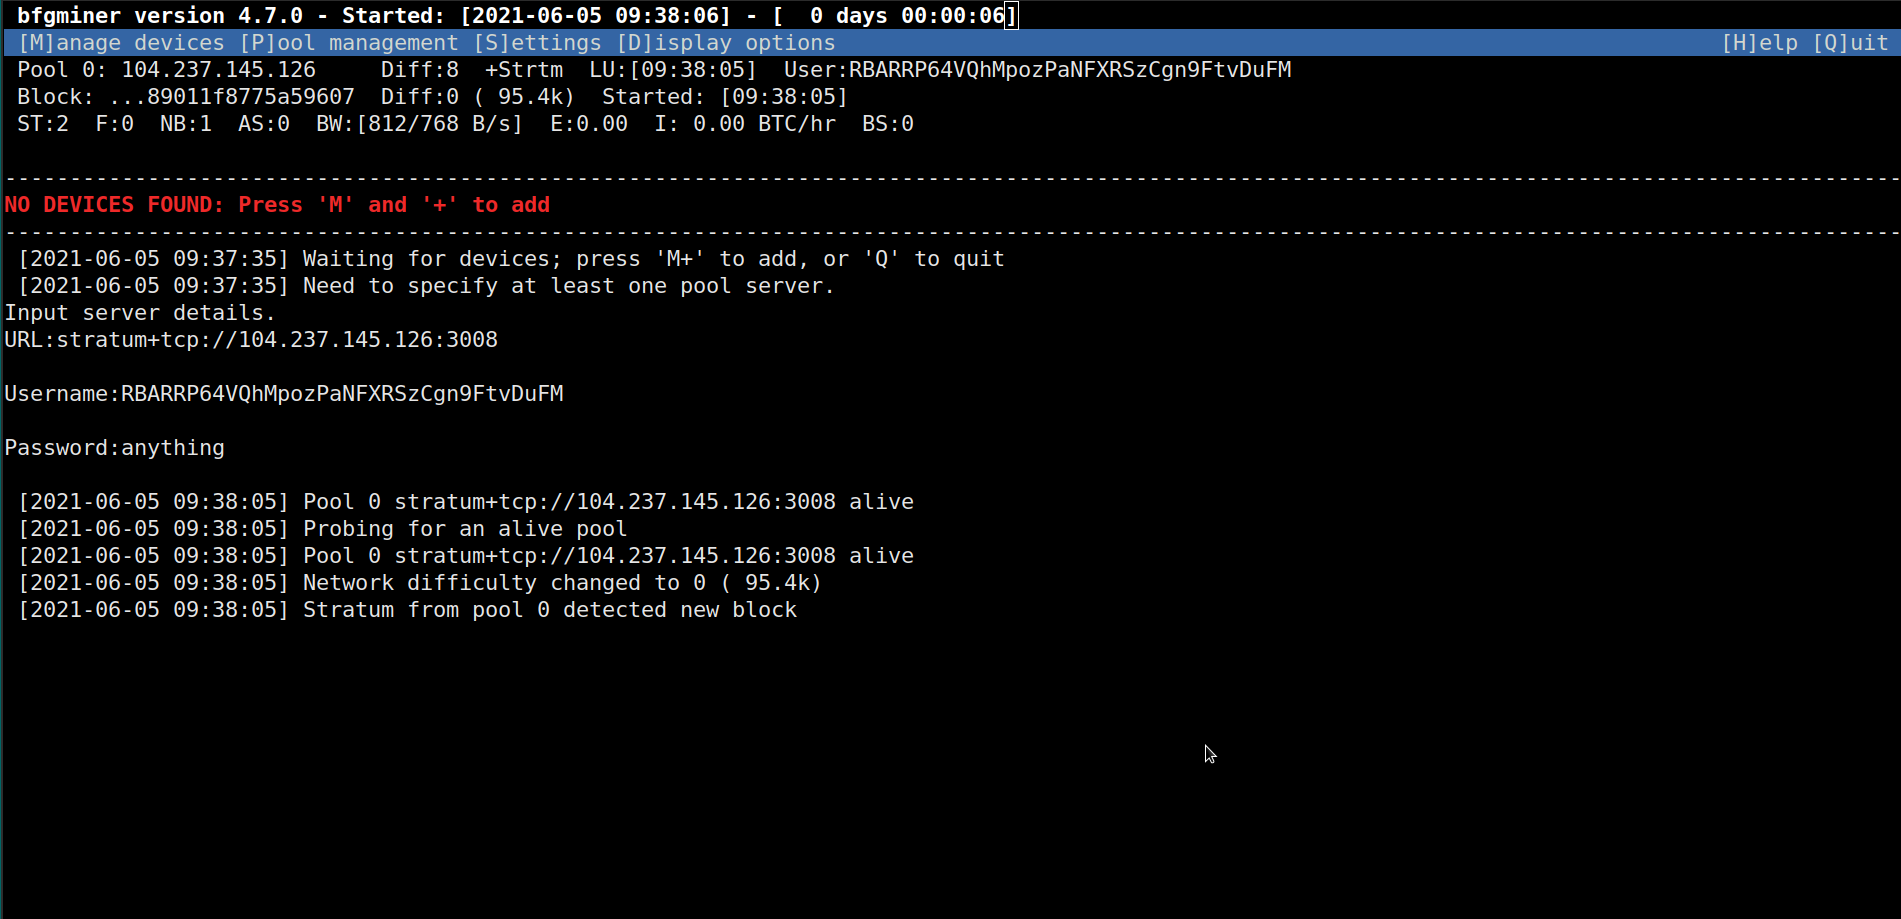 bfgminer version 4.7.0 - Started: [2021-06-05 09:38:06] - [  0 days 00:00:06]
[M]anage devices [P]ool management [S]ettings [D]isplay options [H]elp [Q]uit
Pool 0: 104.237.145.126     Diff:8  +Strtm  LU:[09:38:05]  User:RBARRP64VQhMpozPaNFXRSzCgn9FtvDuFM
Block: ...89011f8775a59607  Diff:0 ( 95.4k)  Started: [09:38:05]
ST:2  F:0  NB:1  AS:0  BW:[812/768 B/s]  E:0.00  I: 0.00 BTC/hr  BS:0
NO DEVICES FOUND: Press 'M' and '+' to add
[2021-06-05 09:37:35] Waiting for devices; press 'M+' to add, or 'Q' to quit
[2021-06-05 09:37:35] Need to specify at least one pool server.
Input server details.
URL:stratum+tcp://104.237.145.126:3008
Username:RBARRP64VQhMpozPaNFXRSzCgn9FtvDuFM
Password:anything
[2021-06-05 09:38:05] Pool 0 stratum+tcp://104.237.145.126:3008 alive
[2021-06-05 09:38:05] Probing for an alive pool
[2021-06-05 09:38:05] Pool 0 stratum+tcp://104.237.145.126:3008 alive
[2021-06-05 09:38:05] Network difficulty changed to 0 ( 95.4k)
[2021-06-05 09:38:05] Stratum from pool 0 detected new block